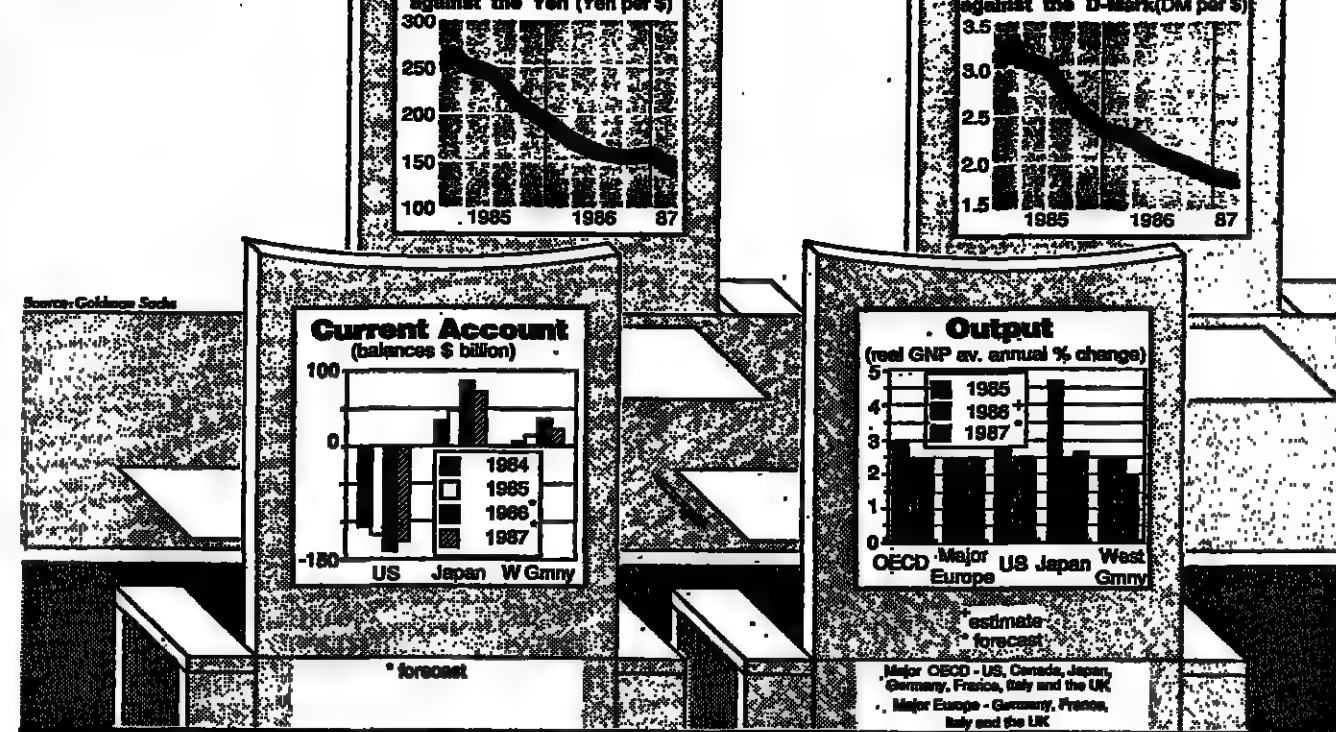 against the Yen (Yen per $)
300
250
200
150
100
1985 1986 87
against the D-Mark(DM per $)
3.5
3.0
2.5
2.0
1.5
1985 1986 87
Source: Goldman Sachs
Current Account
(balances $ billion)
100
0
-150
1984
1985
1986*
1987*
US Japan W Gmny
* forecast
Output
(real GNP av. annual % change)
5
4
3
2
1
0
1985
1986+
1987*
OECD Major Europe US Japan West Gmny
+ estimate
* forecast
Major OECD - US, Canada, Japan,
Germany, France, Italy and the UK
Major Europe - Germany, France,
Italy and the UK